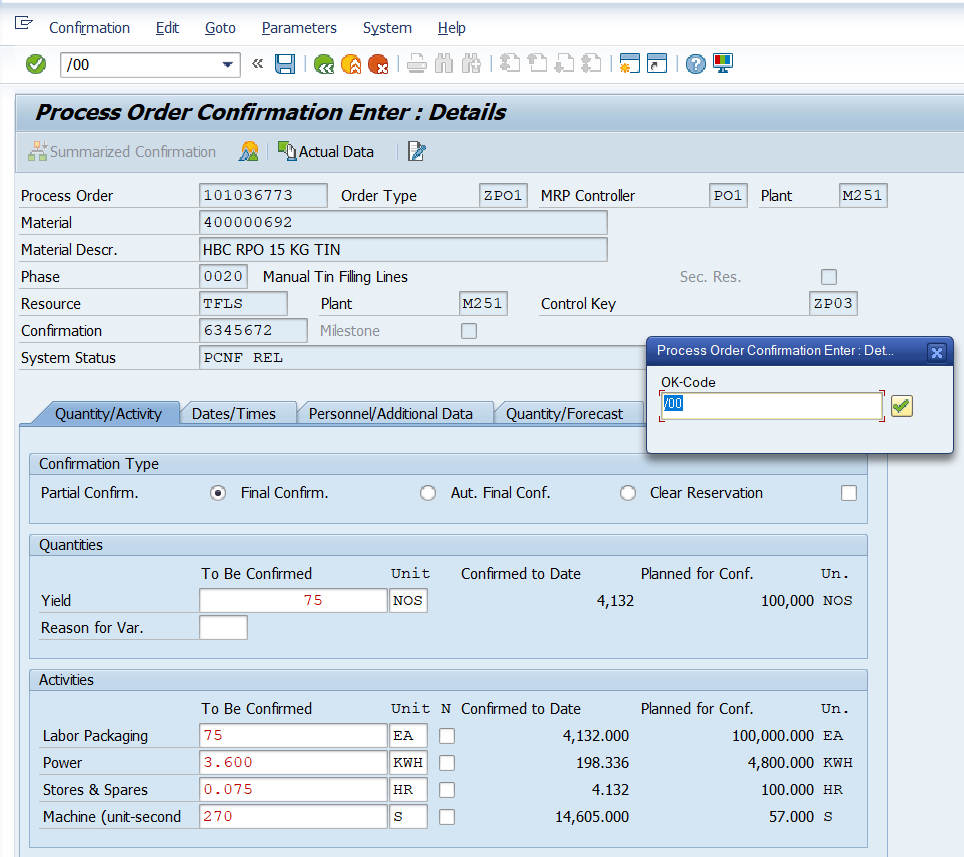 Confirmation Edit Goto Parameters System Help
/00
Process Order Confirmation Enter : Details
Summarized Confirmation Actual Data
Process Order 101036773 Order Type ZPO1 MRP Controller PO1 Plant M251
Material 400000692
Material Descr. HBC RPO 15 KG TIN
Phase 0020 Manual Tin Filling Lines Sec. Res.
Resource TFLS Plant M251 Control Key ZP03
Confirmation 6345672 Milestone
System Status PCNF REL
Process Order Confirmation Enter : Det...
OK-Code
/00
Quantity/Activity Dates/Times Personnel/Additional Data Quantity/Forecast
Confirmation Type
Partial Confirm. Final Confirm. Aut. Final Conf. Clear Reservation
Quantities
To Be Confirmed Unit Confirmed to Date Planned for Conf. Un.
Yield 75 NOS 4,132 100,000 NOS
Reason for Var.
Activities
To Be Confirmed Unit N Confirmed to Date Planned for Conf. Un.
Labor Packaging 75 EA 4,132.000 100,000.000 EA
Power 3.600 KWH 198.336 4,800.000 KWH
Stores & Spares 0.075 HR 4.132 100.000 HR
Machine (unit-second 270 S 14,605.000 57.000 S